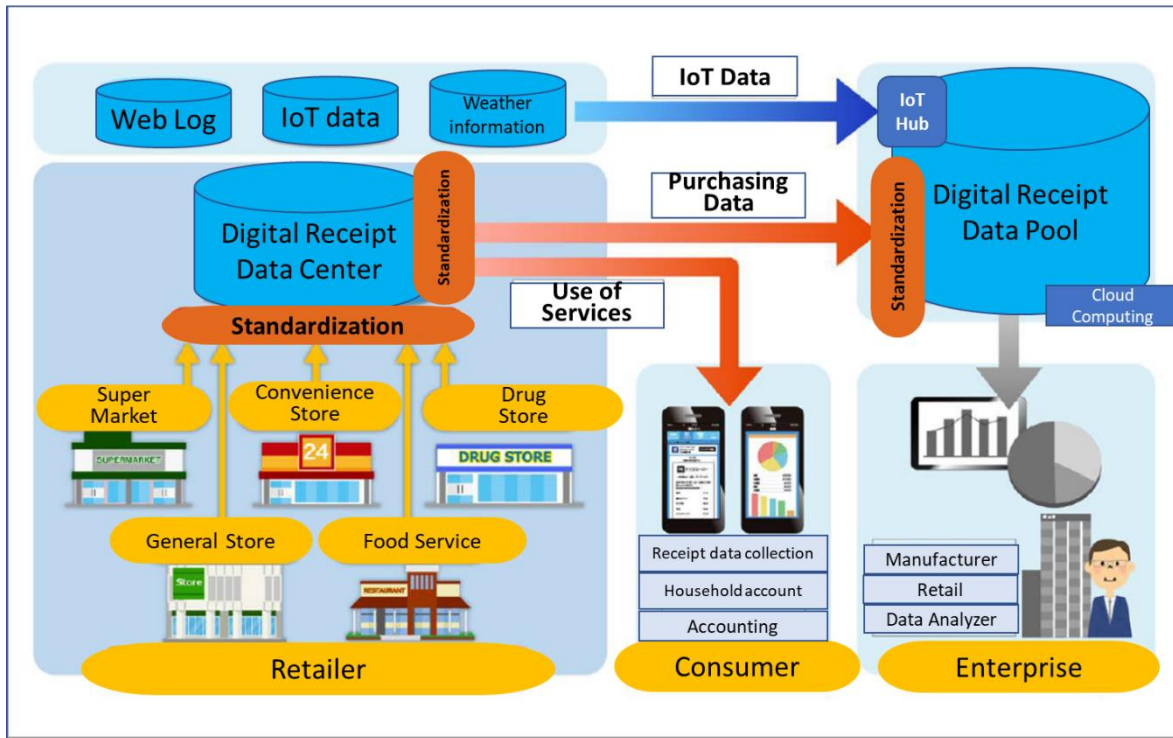 Web Log
IoT data
Weather
information
IoT Data
IoT
Hub
Digital Receipt
Data Center
Standardization
Standardization
Purchasing
Data
Use of
Services
Standardization
Digital Receipt
Data Pool
Cloud
Computing
Super
Market
Convenience
Store
Drug
Store
SUPERMARKET
24
DRUG STORE
General Store
Food Service
Store
RESTAURANT
Retailer
Receipt data collection
Household account
Accounting
Consumer
Manufacturer
Retail
Data Analyzer
Enterprise